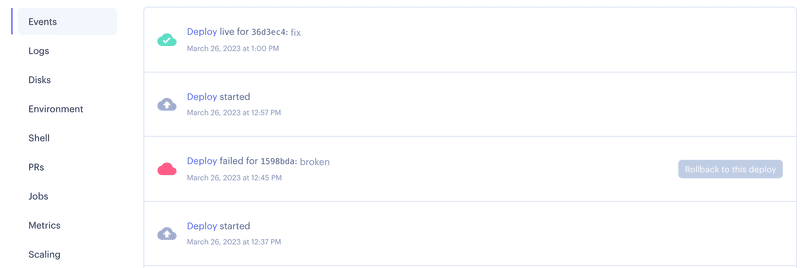 Events
Logs
Disks
Environment
Shell
PRs
Jobs
Metrics
Scaling
Deploy live for 36d3ec4: fix
March 26, 2023 at 1:00 PM
Deploy started
March 26, 2023 at 12:57 PM
Deploy failed for 1598bda: broken
March 26, 2023 at 12:45 PM
Rollback to this deploy
Deploy started
March 26, 2023 at 12:37 PM